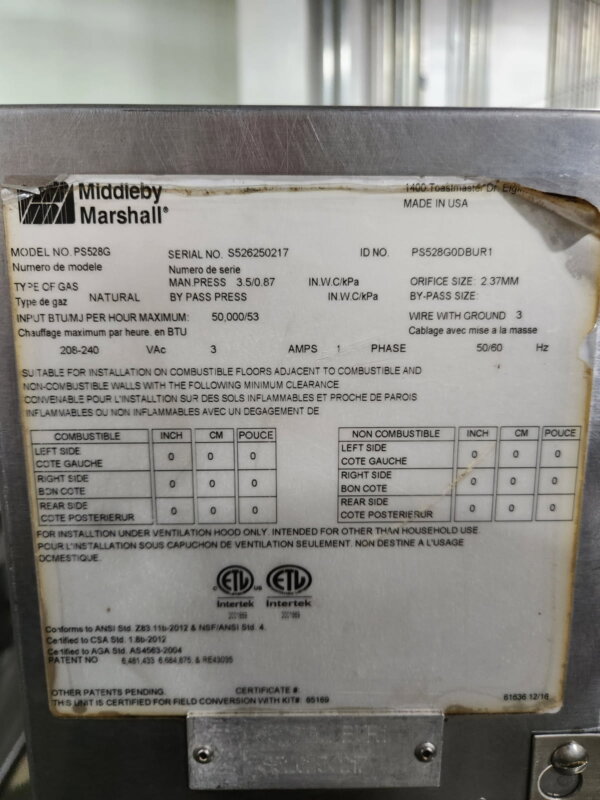 Middleby
Marshall®
1400 Toastmaster Dr.
MADE IN USA
MODEL NO. PS528G SERIAL NO. S526250217 ID NO. PS528G0DBUR1
Numero de modele Numero de serie
TYPE OF GAS MAN.PRESS 3.5/0.87 IN.W.C/kPa ORIFICE SIZE: 2.37MM
Type de gaz NATURAL BY PASS PRESS IN.W.C/kPa BY-PASS SIZE:
INPUT BTU/MJ PER HOUR MAXIMUM: 50,000/53 WIRE WITH GROUND 3
Chauffage maximum par heure. en BTU Cablage avec mise a la masse
208-240 VAc 3 AMPS 1 PHASE 50/60 Hz
SUITABLE FOR INSTALLATION ON COMBUSTIBLE FLOORS ADJACENT TO COMBUSTIBLE AND
NON-COMBUSTIBLE WALLS WITH THE FOLLOWING MINIMUM CLEARANCE
CONVENABLE POUR L'INSTALLTION SUR DES SOLS INFLAMMABLES ET PROCHE DE PAROIS
INFLAMMABLES OU NON INFLAMMABLES AVEC UN DEGAGEMENT DE
COMBUSTIBLE INCH CM POUCE
LEFT SIDE
COTE GAUCHE 0 0 0
RIGHT SIDE
BON COTE 0 0 0
REAR SIDE
COTE POSTERIERUR 0 0 0
NON COMBUSTIBLE INCH CM POUCE
LEFT SIDE
COTE GAUCHE 0 0 0
RIGHT SIDE
BON COTE 0 0 0
REAR SIDE
COTE POSTERIERUR 0 0 0
FOR INSTALLTION UNDER VENTILATION HOOD ONLY. INTENDED FOR OTHER THAN HOUSEHOLD USE.
POUR L'INSTALLATION SOUS CAPUCHON DE VENTILATION SEULEMENT. NON DESTINE A L'USAGE
DOMESTIQUE.
C ETL US ETL
Intertek Intertek
Conforms to ANSI Std. Z83.11b-2012 & NSF/ANSI Std. 4.
Certified to CSA Std. 1.8b-2012
Certified to AGA Std. AS4563-2004
PATENT NO 6,481,433 6,684,875, & RE43035
OTHER PATENTS PENDING. CERTIFICATE #:
THIS UNIT IS CERTIFIED FOR FIELD CONVERSION WITH KIT#: 65169
61636 12/16